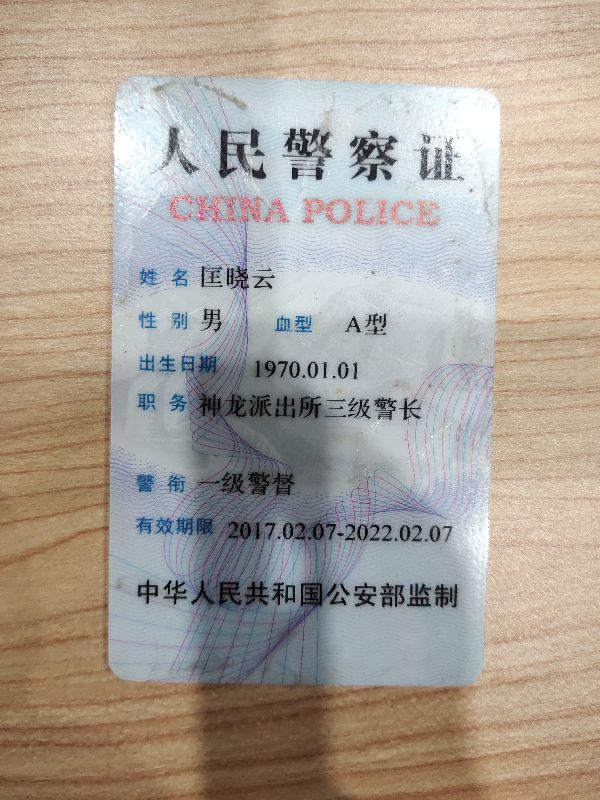 人民警察证
CHINA POLICE
姓名 匡晓云
性别 男 血型 A型
出生日期 1970.01.01
职务 神龙派出所三级警长
警衔 一级警督
有效期限 2017.02.07-2022.02.07
中华人民共和国公安部监制